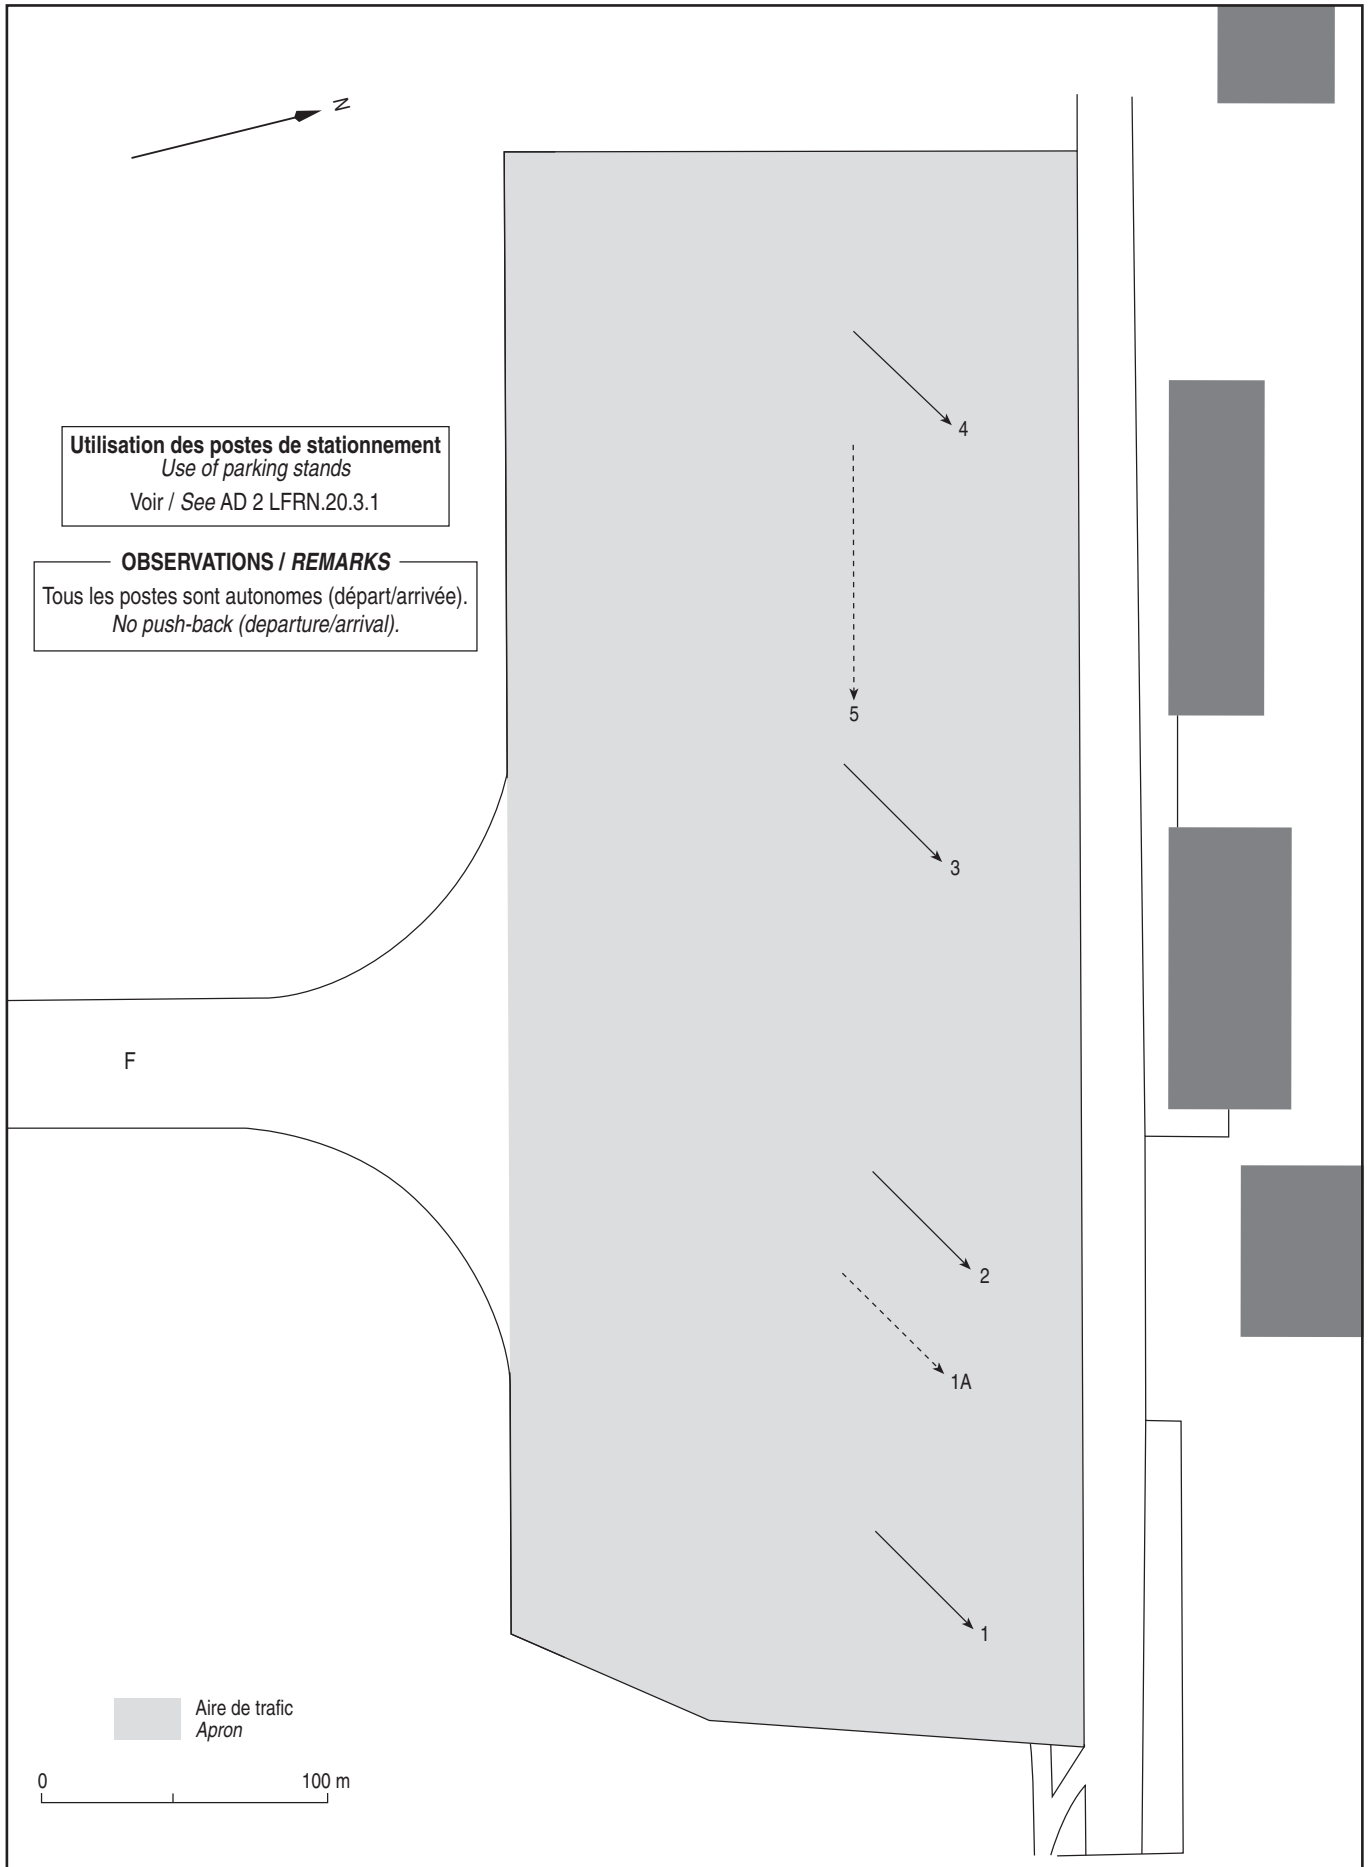 N
4
Utilisation des postes de stationnement
Use of parking stands
Voir / See AD 2 LFRN.20.3.1
OBSERVATIONS / REMARKS
Tous les postes sont autonomes (départ/arrivée).
No push-back (departure/arrival).
5
3
F
2
1A
1
Aire de trafic
Apron
0 100 m